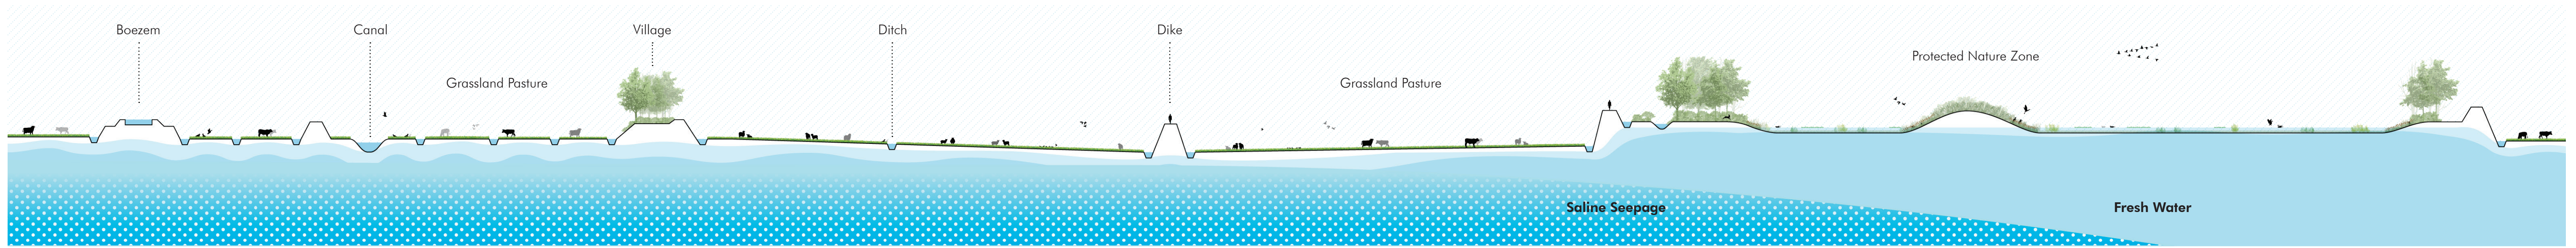 Boezem
Canal
Village
Ditch
Dike
Protected Nature Zone
Grassland Pasture
Grassland Pasture
Saline Seepage
Fresh Water